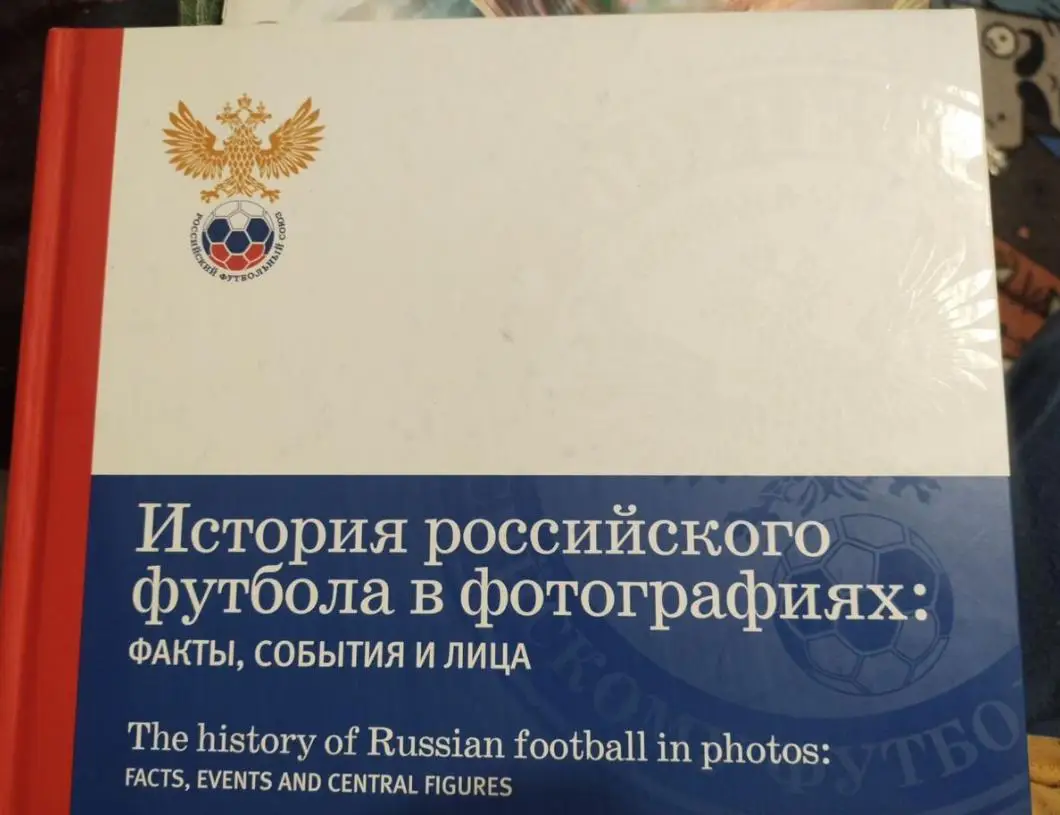 РОССИЙСКИЙ ФУТБОЛЬНЫЙ СОЮЗ
История российского
футбола в фотографиях:
ФАКТЫ, СОБЫТИЯ И ЛИЦА
The history of Russian football in photos:
FACTS, EVENTS AND CENTRAL FIGURES